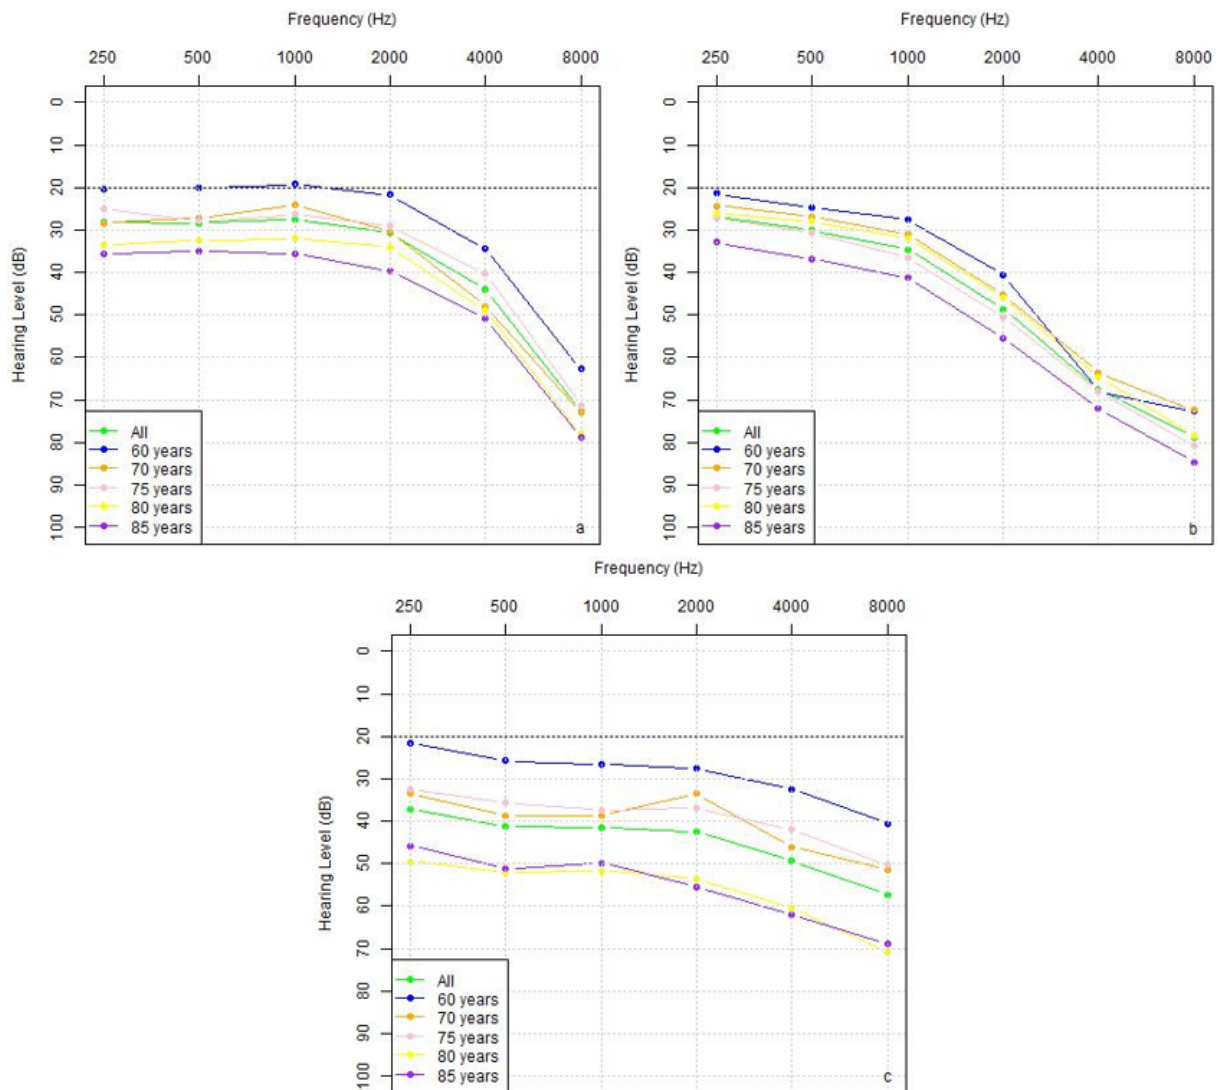 Frequency (Hz)
250 500 1000 2000 4000 8000
Hearing Level (dB)
0
10
20
30
40
50
60
70
80
90
100
All
60 years
70 years
75 years
80 years
85 years
a
Frequency (Hz)
250 500 1000 2000 4000 8000
Hearing Level (dB)
0
10
20
30
40
50
60
70
80
90
100
All
60 years
70 years
75 years
80 years
85 years
b
Frequency (Hz)
250 500 1000 2000 4000 8000
Hearing Level (dB)
0
10
20
30
40
50
60
70
80
90
100
All
60 years
70 years
75 years
80 years
85 years
c